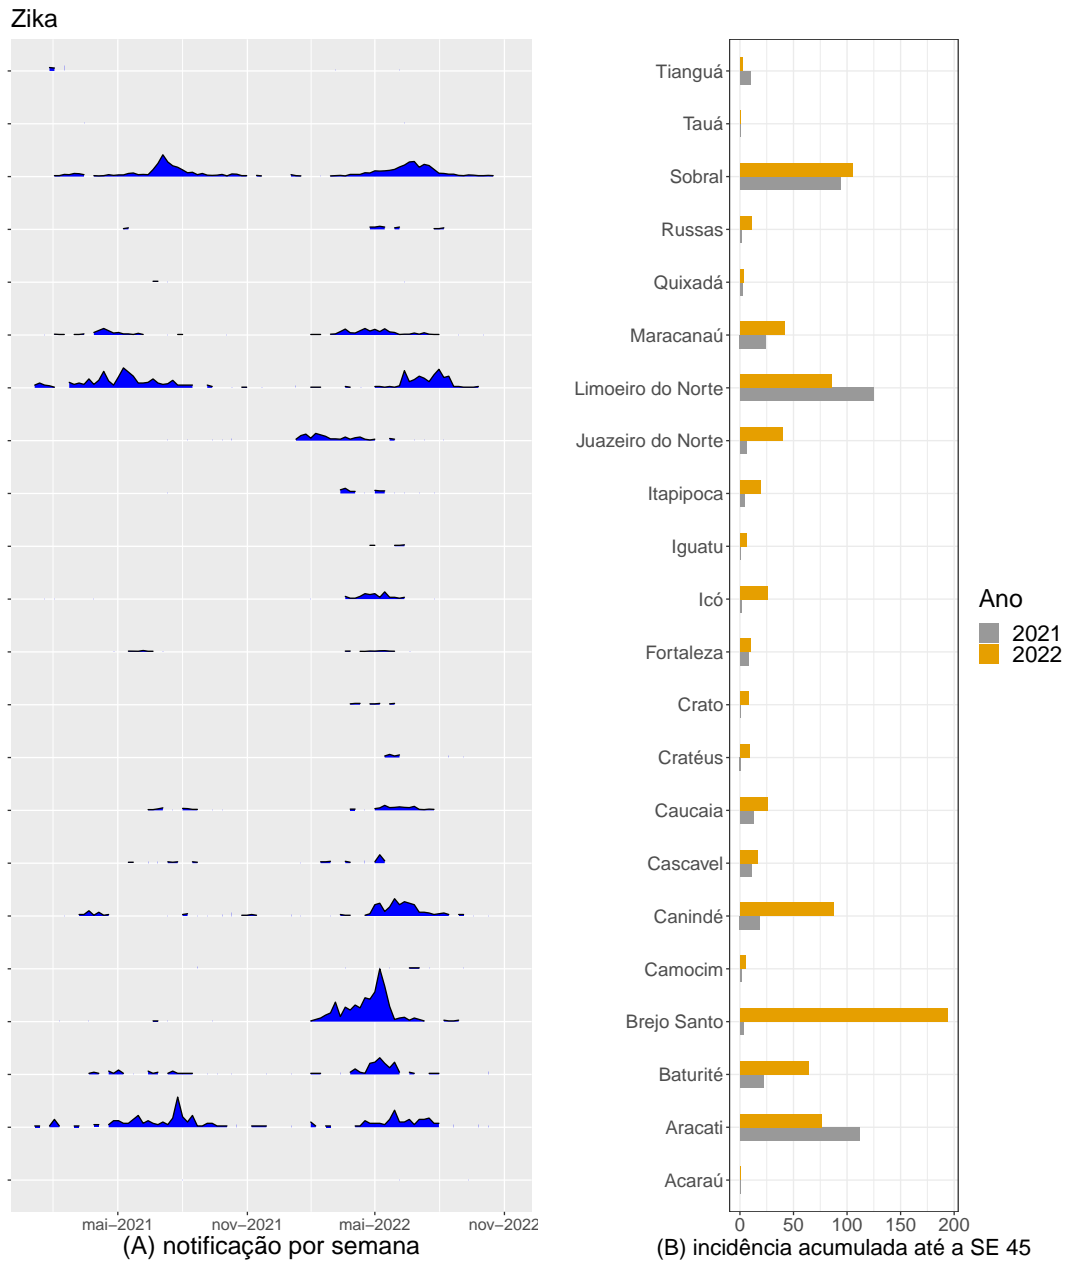 Zika
Tianguá
Tauá
Sobral
Russas
Quixadá
Maracanaú
Limoeiro do Norte
Juazeiro do Norte
Itapipoca
Iguatu
Icó
Fortaleza
Crato
Cratéus
Caucaia
Cascavel
Canindé
Camocim
Brejo Santo
Baturité
Aracati
Acaraú
Ano
2021
2022
mai−2021 nov−2021 mai−2022 nov−2022
(A) notificação por semana
0 50 100 150 200
(B) incidência acumulada até a SE 45